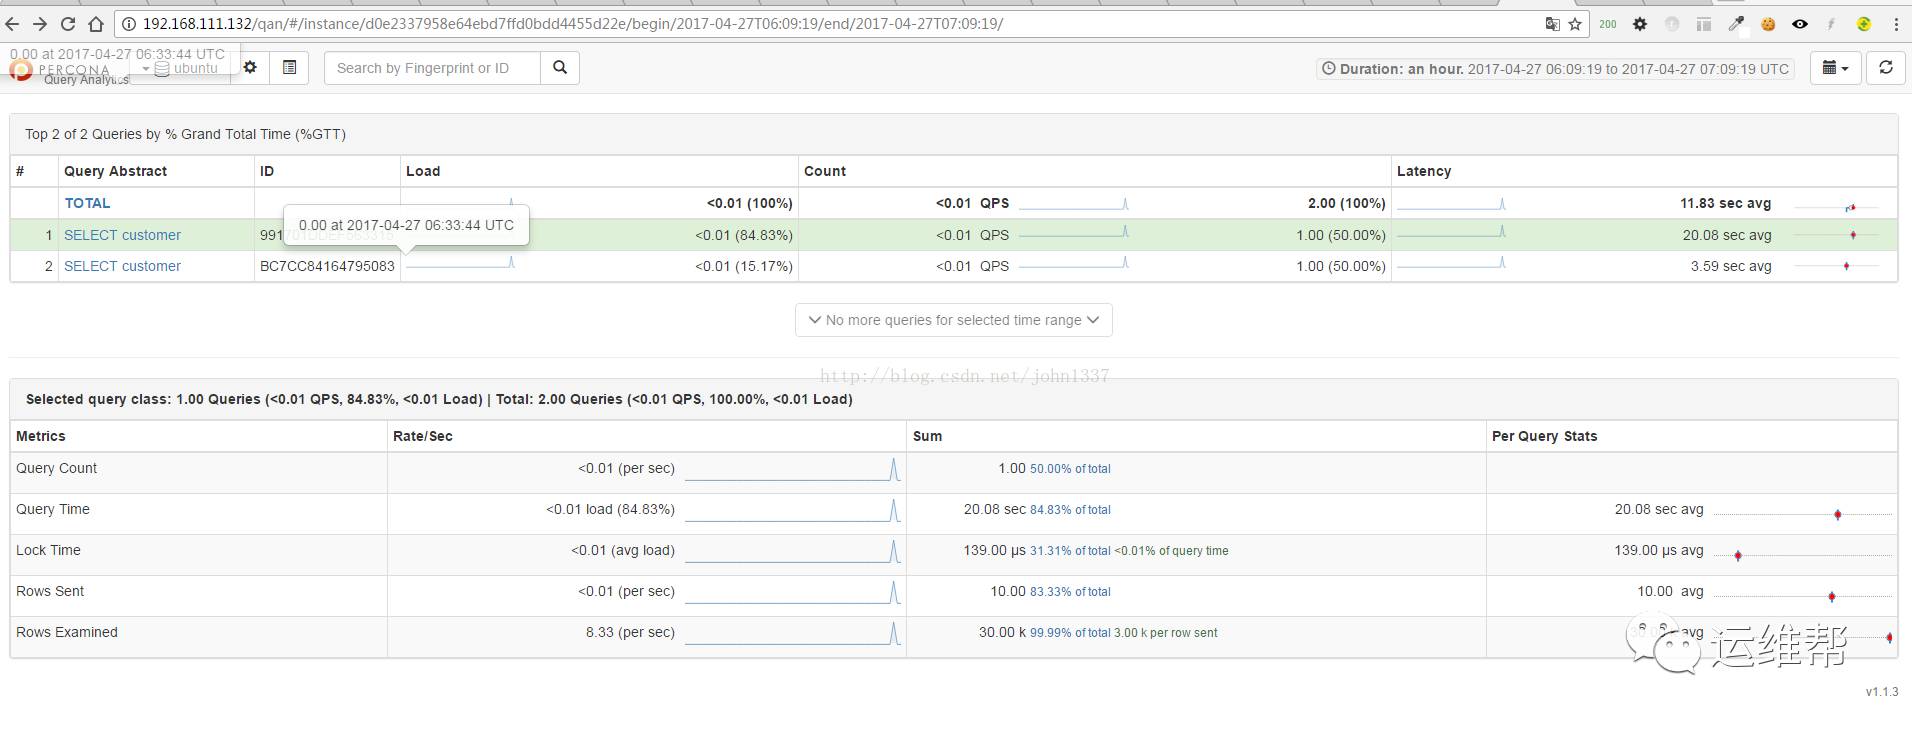 192.168.111.132/qan/#/instance/d0e2337958e64ebd7ffd0bdd4455d22e/begin/2017-04-27T06:09:19/end/2017-04-27T07:09:19/
200
0.00 at 2017-04-27 06:33:44 UTC
PERCONA
Query Analytics
ubuntu
Search by Fingerprint or ID
Duration: an hour. 2017-04-27 06:09:19 to 2017-04-27 07:09:19 UTC
Top 2 of 2 Queries by % Grand Total Time (%GTT)
# Query Abstract ID Load Count Latency
TOTAL <0.01 (100%) <0.01 QPS 2.00 (100%) 11.83 sec avg
0.00 at 2017-04-27 06:33:44 UTC
1 SELECT customer <0.01 (84.83%) <0.01 QPS 1.00 (50.00%) 20.08 sec avg
2 SELECT customer BC7CC84164795083 <0.01 (15.17%) <0.01 QPS 1.00 (50.00%) 3.59 sec avg
No more queries for selected time range
http://blog.csdn.net/john1337
Selected query class: 1.00 Queries (<0.01 QPS, 84.83%, <0.01 Load) | Total: 2.00 Queries (<0.01 QPS, 100.00%, <0.01 Load)
Metrics Rate/Sec Sum Per Query Stats
Query Count <0.01 (per sec) 1.00 50.00% of total
Query Time <0.01 load (84.83%) 20.08 sec 84.83% of total 20.08 sec avg
Lock Time <0.01 (avg load) 139.00 µs 31.31% of total <0.01% of query time 139.00 µs avg
Rows Sent <0.01 (per sec) 10.00 83.33% of total 10.00 avg
Rows Examined 8.33 (per sec) 30.00 k 99.99% of total 3.00 k per row sent avg
运维帮
v1.1.3